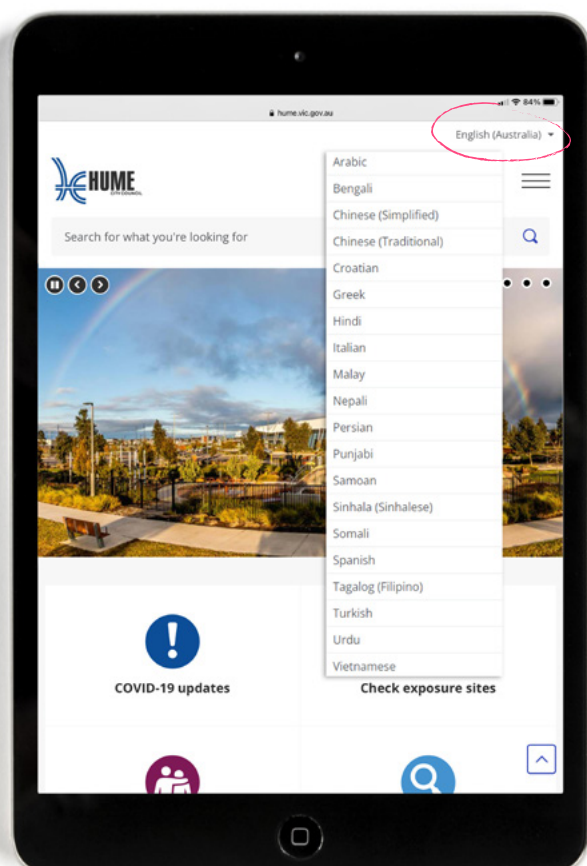 84%
hume.vic.gov.au
English (Australia)
HUME
CITY COUNCIL
Search for what you're looking for
Arabic
Bengali
Chinese (Simplified)
Chinese (Traditional)
Croatian
Greek
Hindi
Italian
Malay
Nepali
Persian
Punjabi
Samoan
Sinhala (Sinhalese)
Somali
Spanish
Tagalog (Filipino)
Turkish
Urdu
Vietnamese
COVID-19 updates
Check exposure sites